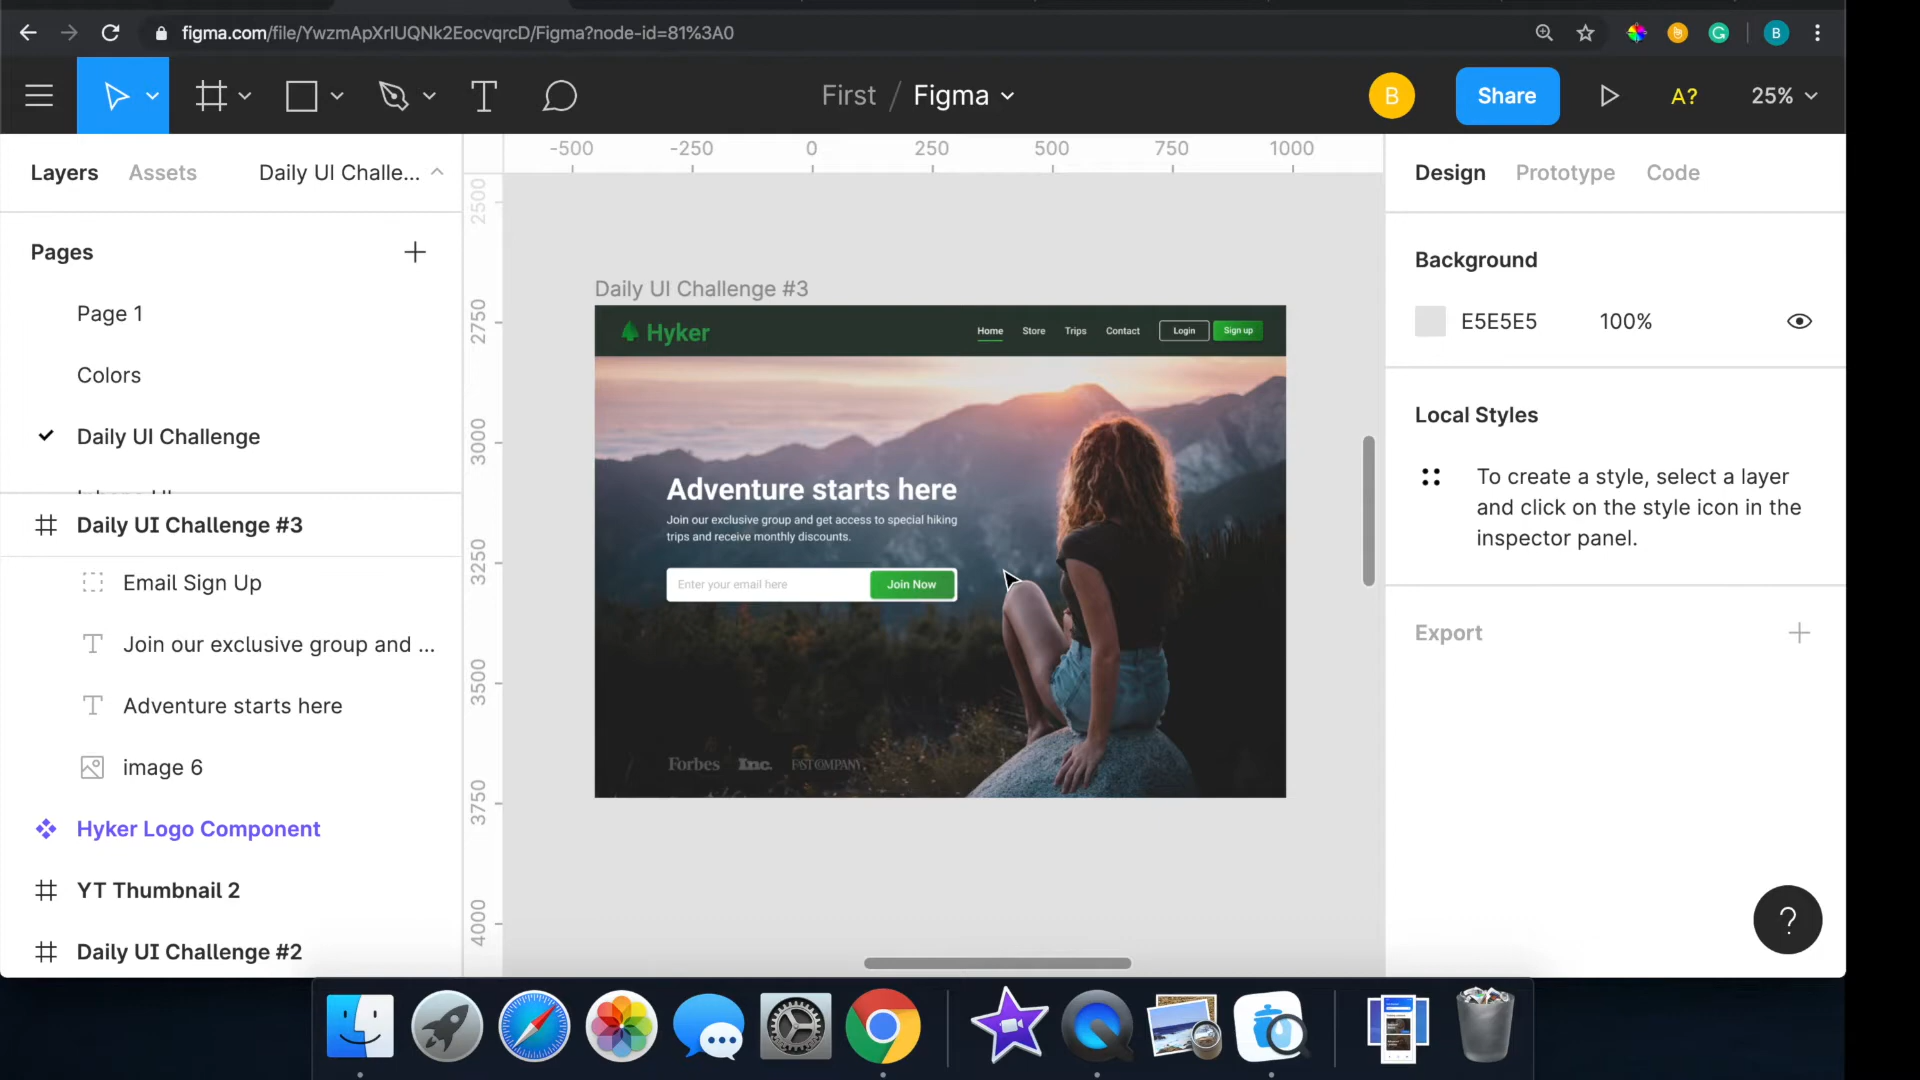 figma.com/file/YwzmApXrIUQNk2EocvqrcD/Figma?node-id=81%3A0
B
First / Figma
B
Share
A?
25%
Layers
Assets
Daily UI Challe...
Design
Prototype
Code
-500
-250
0
250
500
750
1000
Pages
Page 1
Colors
Daily UI Challenge
Daily UI Challenge #3
Email Sign Up
Join our exclusive group and ...
Adventure starts here
image 6
Hyker Logo Component
YT Thumbnail 2
Daily UI Challenge #2
2500
2750
3000
3250
3500
3750
4000
Daily UI Challenge #3
Hyker
Home
Store
Trips
Contact
Login
Sign up
Adventure starts here
Join our exclusive group and get access to special hiking
trips and receive monthly discounts.
Enter your email here
Join Now
Forbes
Inc.
FAST COMPANY
Background
E5E5E5
100%
Local Styles
To create a style, select a layer
and click on the style icon in the
inspector panel.
Export
?